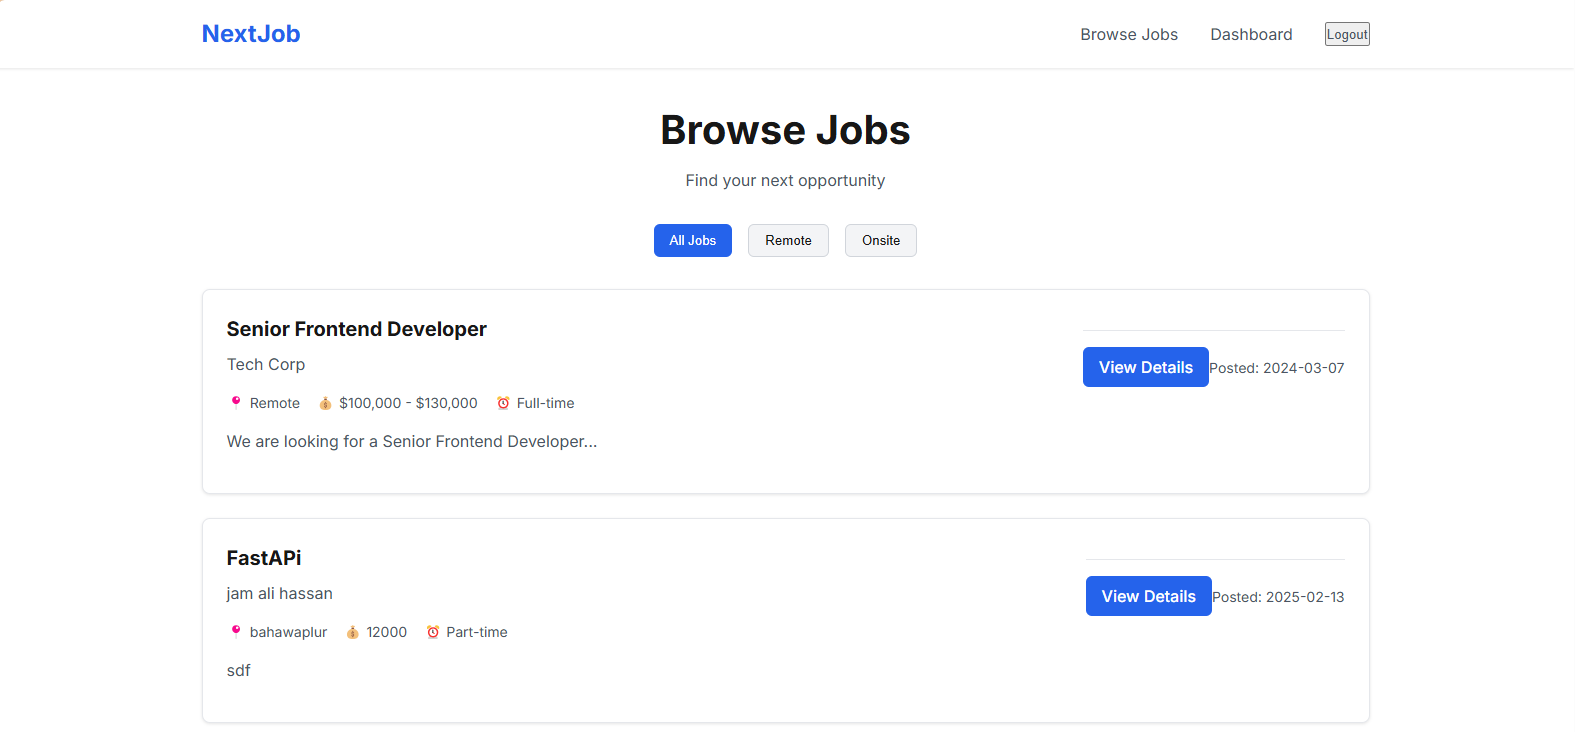 NextJob
Browse Jobs
Dashboard
Logout
Browse Jobs
Find your next opportunity
All Jobs
Remote
Onsite
Senior Frontend Developer
Tech Corp
Remote $100,000 - $130,000 Full-time
We are looking for a Senior Frontend Developer...
View Details Posted: 2024-03-07
FastAPi
jam ali hassan
bahawaplur 12000 Part-time
sdf
View Details Posted: 2025-02-13